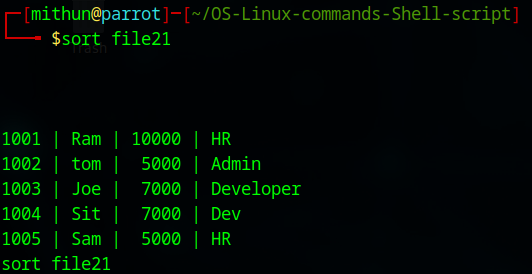 ┌─[mithun@parrot]─[~/OS-Linux-commands-Shell-script]
└──╼ $sort file21
1001 | Ram | 10000 | HR
1002 | tom |  5000 | Admin
1003 | Joe |  7000 | Developer
1004 | Sit |  7000 | Dev
1005 | Sam |  5000 | HR
sort file21